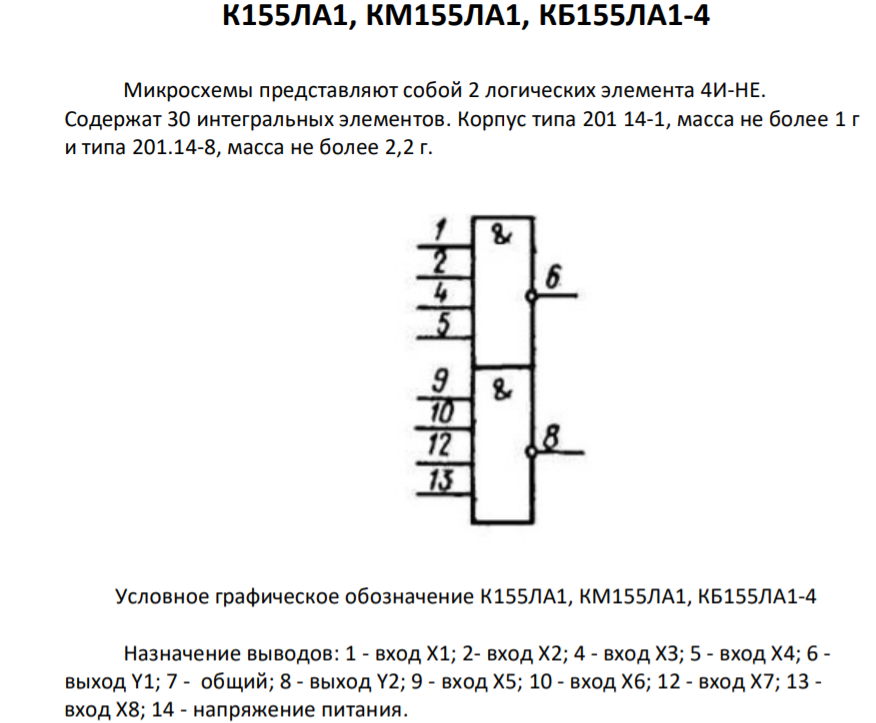 К155ЛА1, КМ155ЛА1, КБ155ЛА1-4
Микросхемы представляют собой 2 логических элемента 4И-НЕ.
Содержат 30 интегральных элементов. Корпус типа 201 14-1, масса не более 1 г
и типа 201.14-8, масса не более 2,2 г.
1
&
2
6
4
5
9
&
10
8
12
13
Условное графическое обозначение К155ЛА1, КМ155ЛА1, КБ155ЛА1-4
Назначение выводов: 1 - вход X1; 2- вход X2; 4 - вход X3; 5 - вход X4; 6 -
выход Y1; 7 -  общий; 8 - выход Y2; 9 - вход X5; 10 - вход X6; 12 - вход X7; 13 -
вход X8; 14 - напряжение питания.